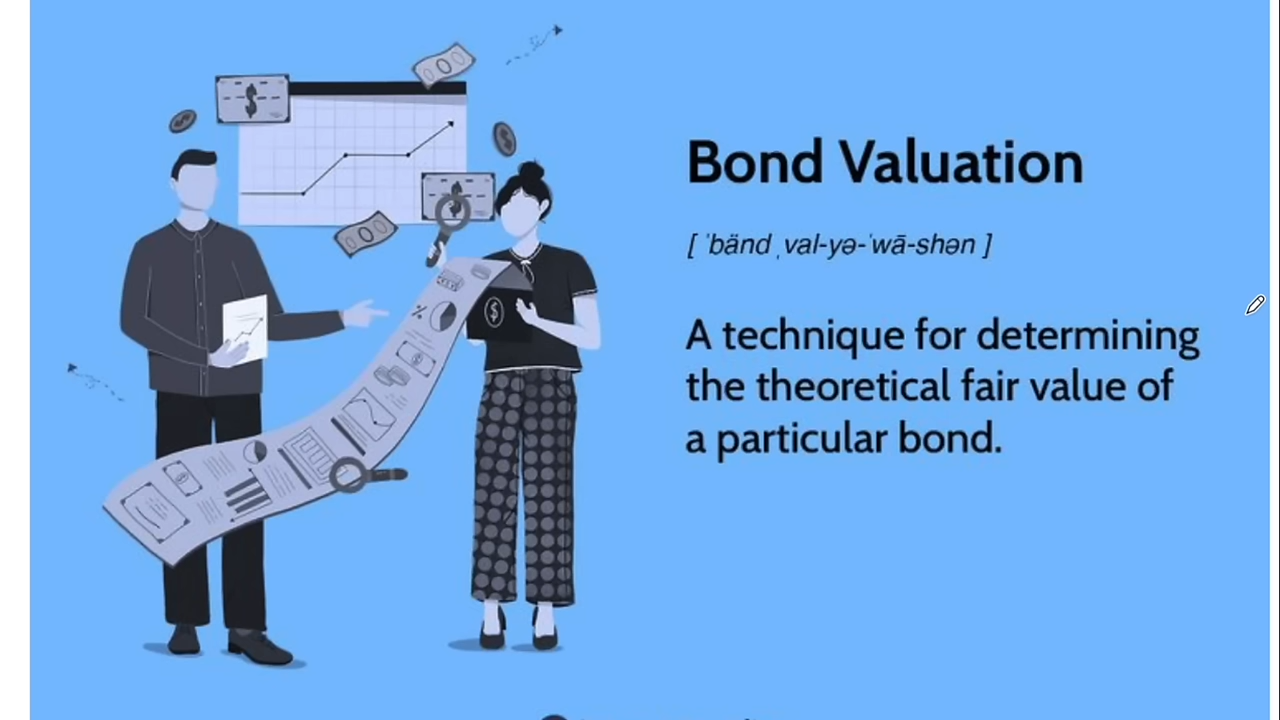 Bond Valuation
[ ˈbänd ˌval-yə-ˈwā-shən ]
A technique for determining
the theoretical fair value of
a particular bond.